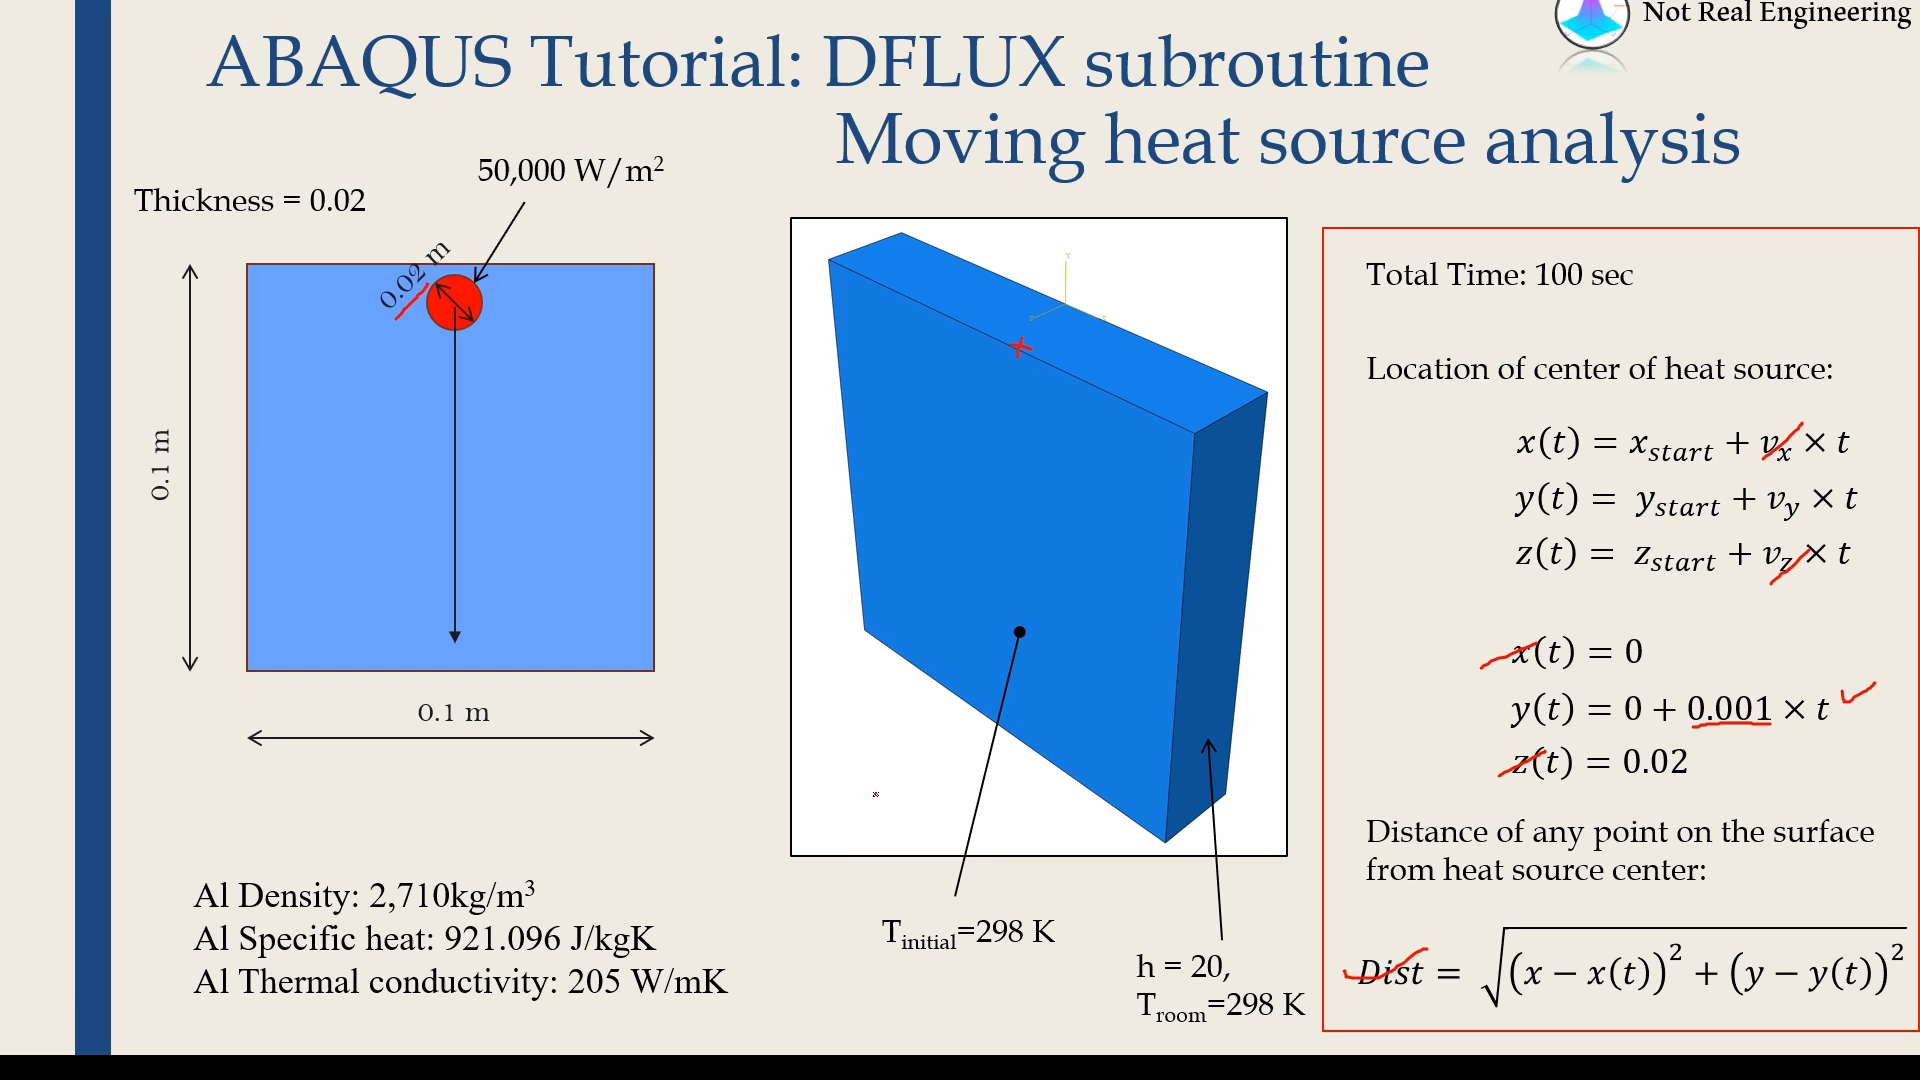 Not Real Engineering
ABAQUS Tutorial: DFLUX subroutine
Moving heat source analysis
50,000 W/m²
Thickness = 0.02
0.02 m
0.1 m
0.1 m
Al Density: 2,710kg/m³
Al Specific heat: 921.096 J/kgK
Al Thermal conductivity: 205 W/mK
Y
T_initial=298 K
h = 20,
T_room=298 K
Total Time: 100 sec
Location of center of heat source:
x(t) = x_start + v_x × t
y(t) = y_start + v_y × t
z(t) = z_start + v_z × t
x(t) = 0
y(t) = 0 + 0.001 × t
z(t) = 0.02
Distance of any point on the surface
from heat source center:
Dist = √((x − x(t))² + (y − y(t))²)